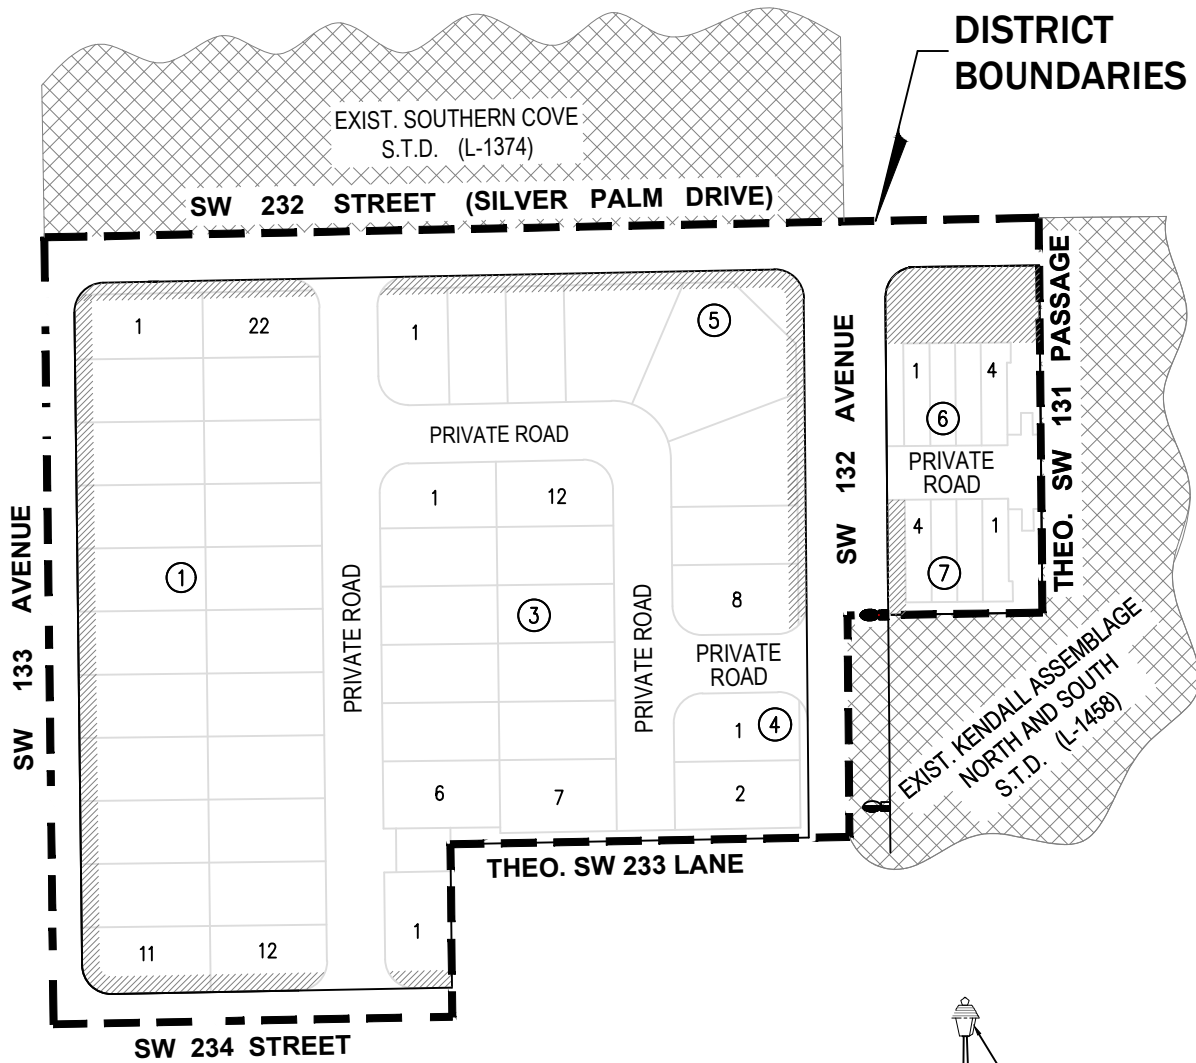 DISTRICT
BOUNDARIES
EXIST. SOUTHERN COVE
S.T.D. (L-1374)
SW 232 STREET (SILVER PALM DRIVE)
SW 133 AVENUE
1
22
1
11
12
PRIVATE ROAD
1
5
PRIVATE ROAD
1
12
3
6
7
PRIVATE ROAD
8
PRIVATE
ROAD
1
4
2
1
SW 132 AVENUE
1
4
6
PRIVATE
ROAD
4
1
7
THEO. SW 131 PASSAGE
EXIST. KENDALL ASSEMBLAGE
NORTH AND SOUTH
S.T.D. (L-1458)
THEO. SW 233 LANE
SW 234 STREET